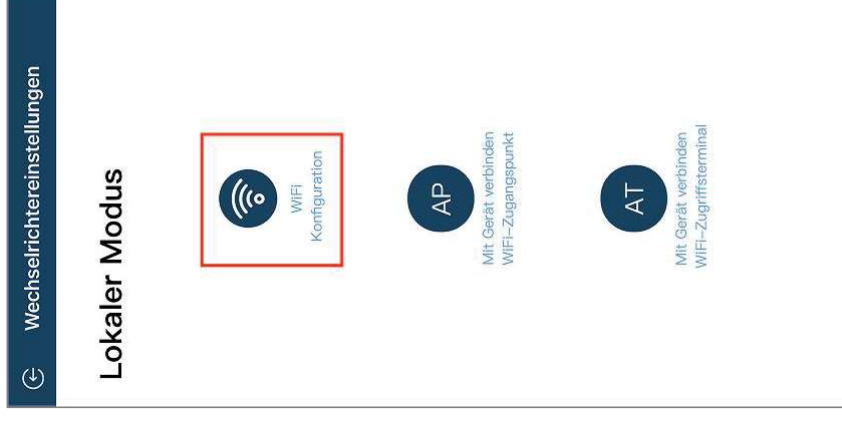 Wechselrichtereinstellungen
Lokaler Modus
WiFi
Konfiguration
AP
Mit Gerät verbinden
WiFi-Zugangspunkt
AT
Mit Gerät verbinden
WiFi-Zugriffsterminal